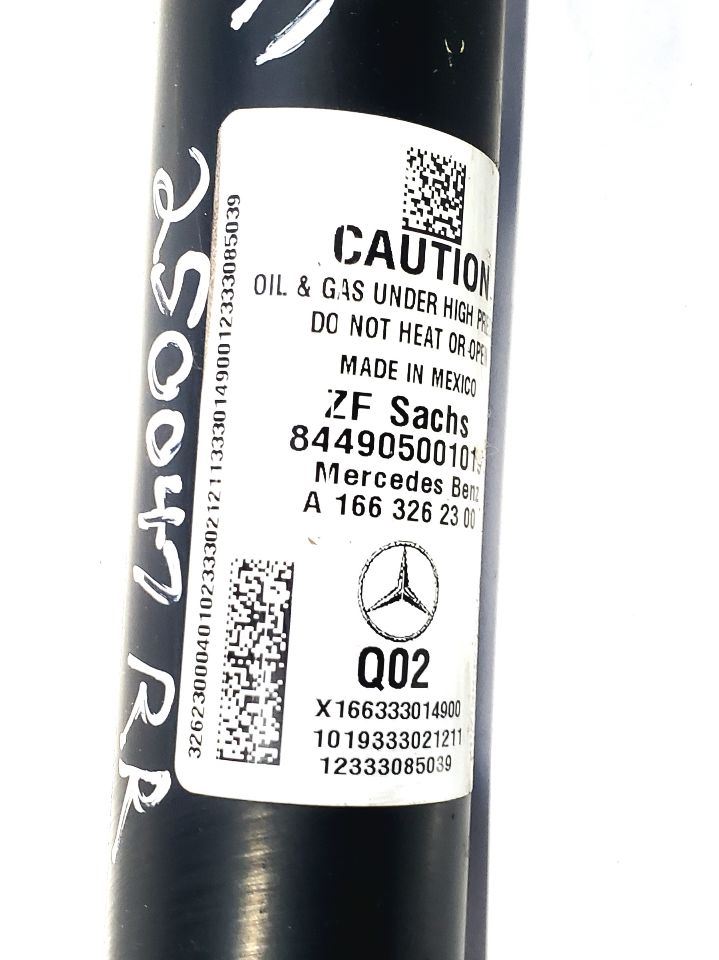 250047 RR
32623000401023330212113330149001233308​5039
CAUTION
OIL & GAS UNDER HIGH
DO NOT HEAT OR OPEN
MADE IN MEXICO
ZF Sachs
844905001019
Mercedes Benz
A 166 326 23 00
Q02
X166333014900
1019333021211
12333085039